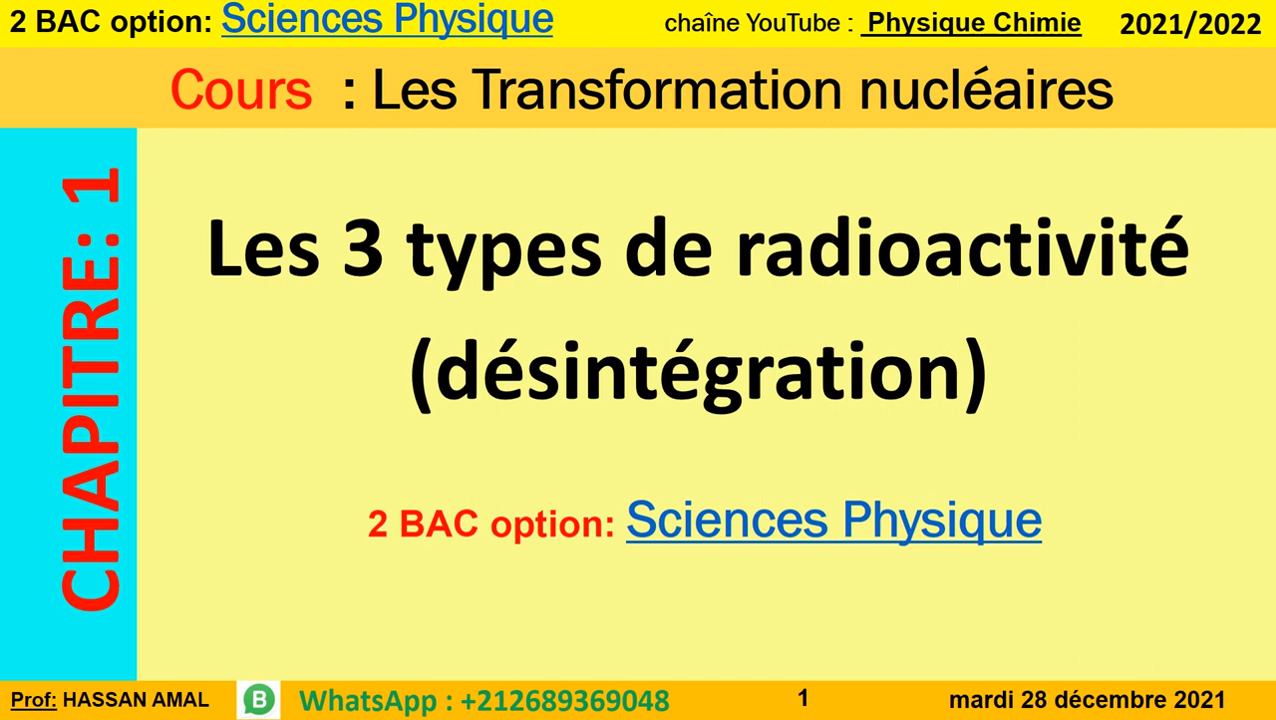 2 BAC option: Sciences Physique chaîne YouTube : Physique Chimie 2021/2022
Cours : Les Transformation nucléaires
CHAPITRE: 1
Les 3 types de radioactivité
(désintégration)
2 BAC option: Sciences Physique
Prof: HASSAN AMAL B WhatsApp : +212689369048 1 mardi 28 décembre 2021